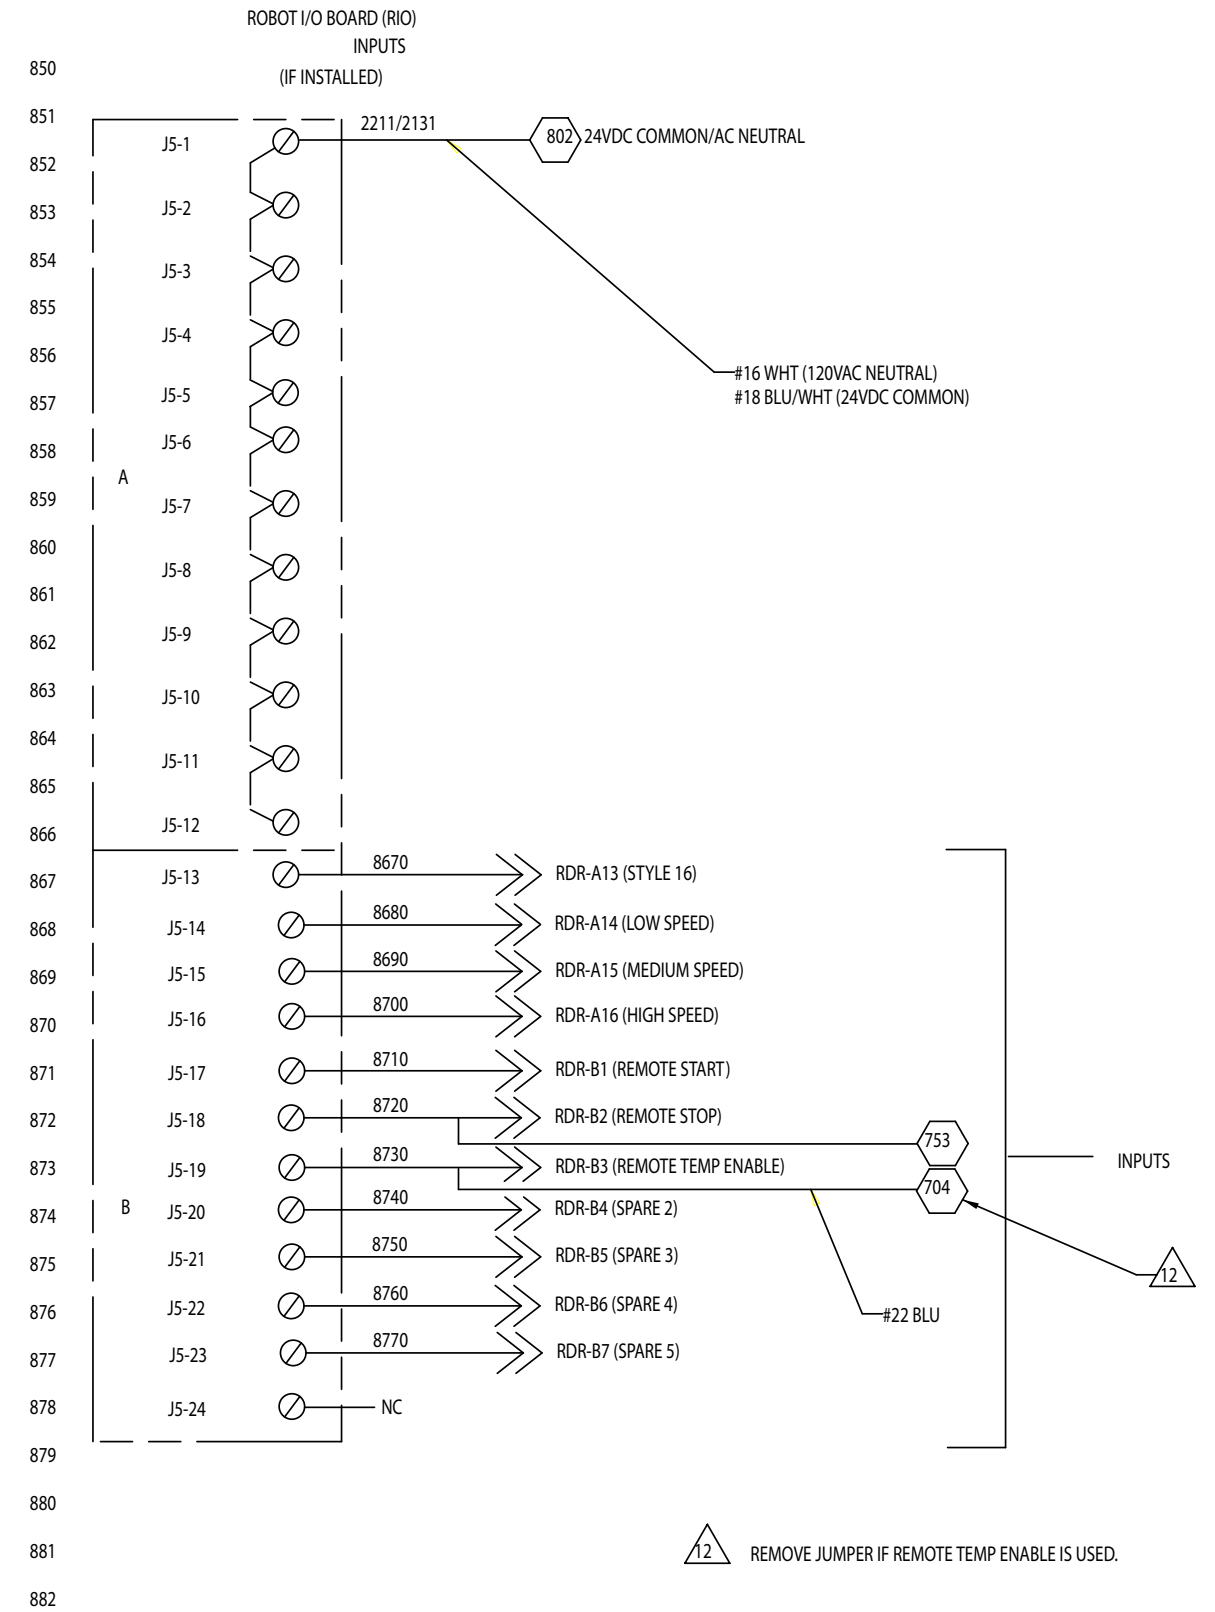 ROBOT I/O BOARD (RIO)
INPUTS
(IF INSTALLED)
850
851
852
853
854
855
856
857
858
859
860
861
862
863
864
865
866
867
868
869
870
871
872
873
874
875
876
877
878
879
880
881
882
A
B
J5-1
J5-2
J5-3
J5-4
J5-5
J5-6
J5-7
J5-8
J5-9
J5-10
J5-11
J5-12
2211/2131
802 24VDC COMMON/AC NEUTRAL
#16 WHT (120VAC NEUTRAL)
#18 BLU/WHT (24VDC COMMON)
J5-13 8670 RDR-A13 (STYLE 16)
J5-14 8680 RDR-A14 (LOW SPEED)
J5-15 8690 RDR-A15 (MEDIUM SPEED)
J5-16 8700 RDR-A16 (HIGH SPEED)
J5-17 8710 RDR-B1 (REMOTE START)
J5-18 8720 RDR-B2 (REMOTE STOP)
753
J5-19 8730 RDR-B3 (REMOTE TEMP ENABLE)
704
J5-20 8740 RDR-B4 (SPARE 2)
J5-21 8750 RDR-B5 (SPARE 3)
J5-22 8760 RDR-B6 (SPARE 4)
J5-23 8770 RDR-B7 (SPARE 5)
J5-24 NC
INPUTS
12
#22 BLU
12 REMOVE JUMPER IF REMOTE TEMP ENABLE IS USED.